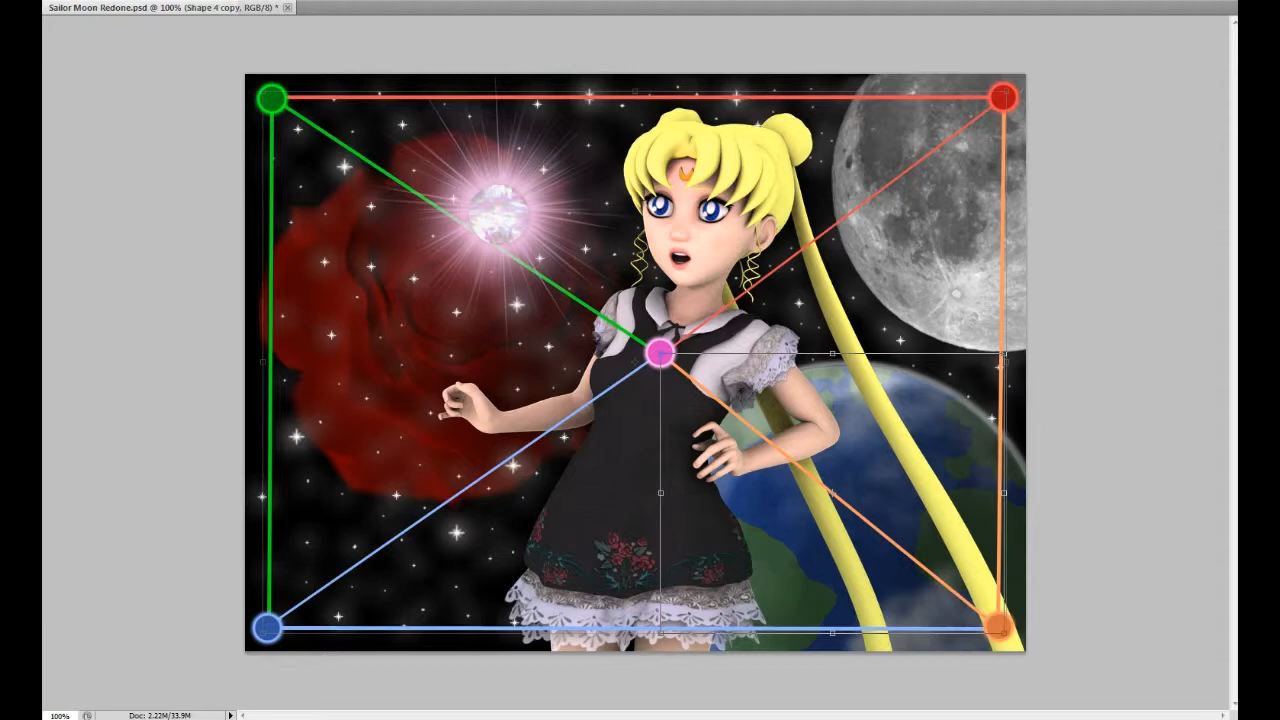 Sailor Moon Redone.psd @ 100% (Shape 4 copy, RGB/8) *
100%
Doc: 2.22M/33.9M